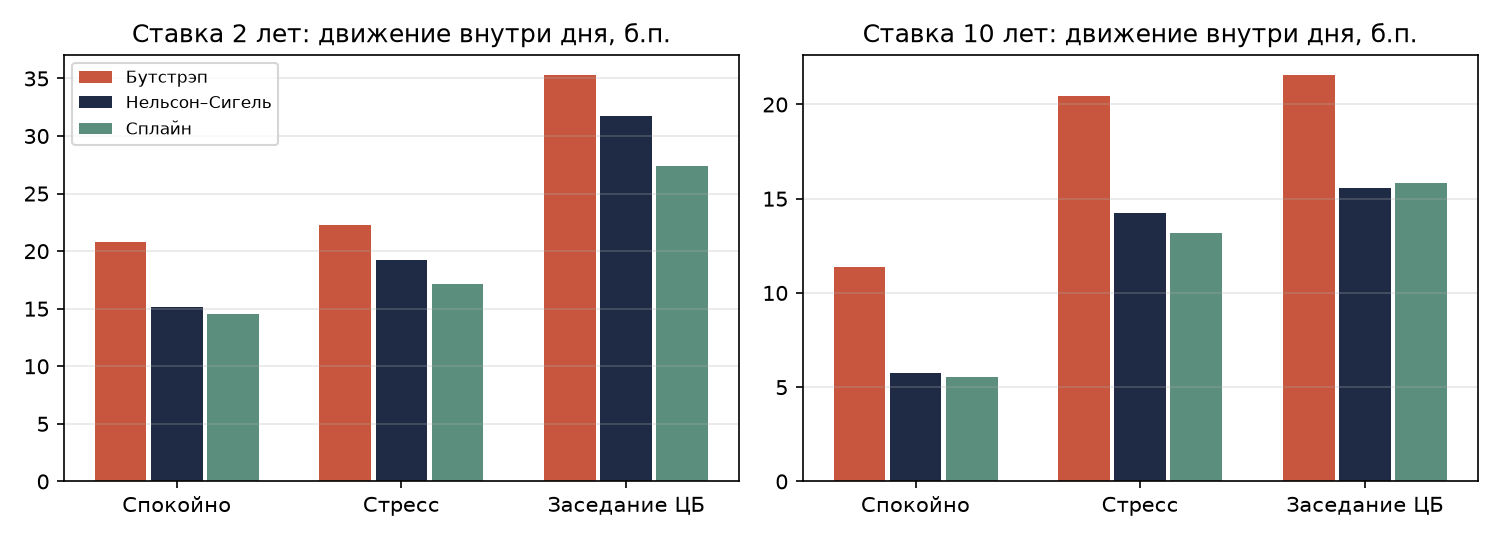 Ставка 2 лет: движение внутри дня, б.п.
35
30
25
20
15
10
5
0
Бутстрэп
Нельсон–Сигель
Сплайн
Спокойно
Стресс
Заседание ЦБ
Ставка 10 лет: движение внутри дня, б.п.
20
15
10
5
0
Спокойно
Стресс
Заседание ЦБ